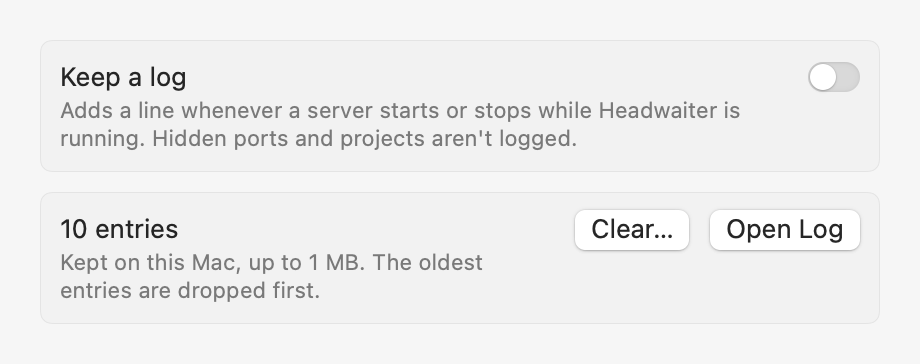 Keep a log
Adds a line whenever a server starts or stops while Headwaiter is
running. Hidden ports and projects aren't logged.
10 entries
Clear...
Open Log
Kept on this Mac, up to 1 MB. The oldest
entries are dropped first.